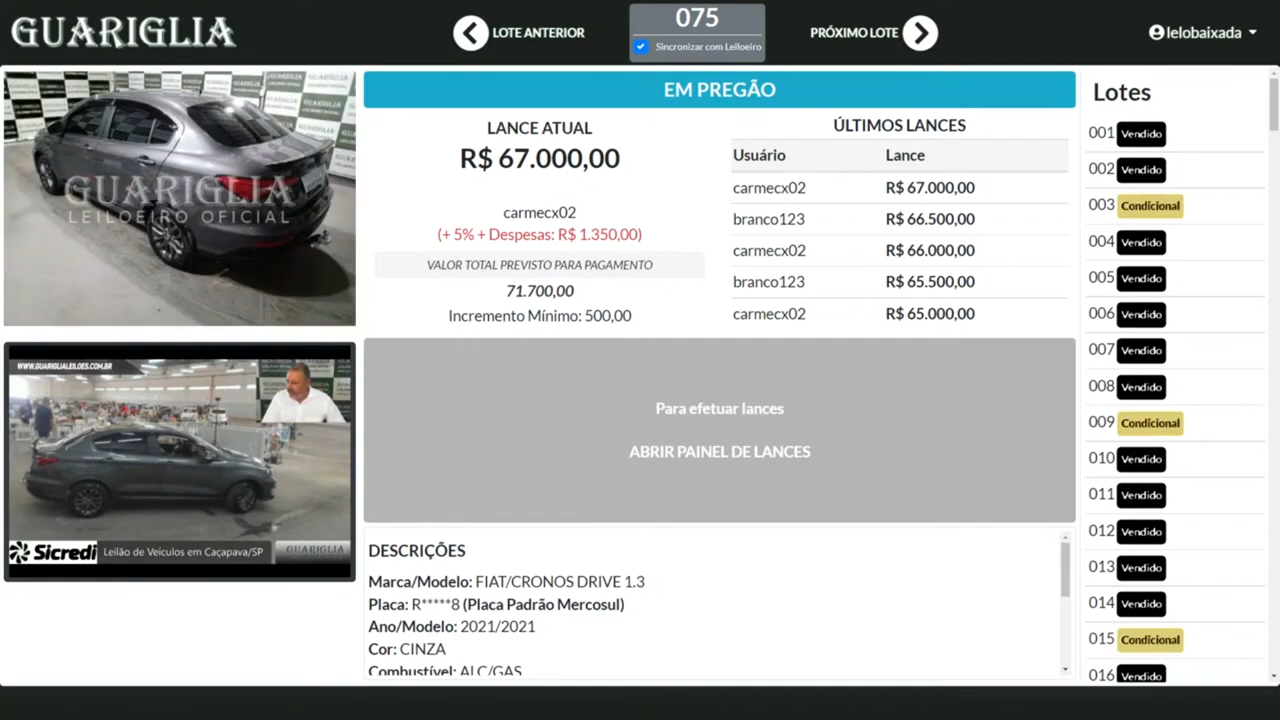 GUARIGLIA
LOTE ANTERIOR
075
Sincronizar com Leiloeiro
PRÓXIMO LOTE
lelobaixada
GUARIGLIA
LEILOEIRO OFICIAL
EM PREGÃO
LANCE ATUAL
R$ 67.000,00
carmecx02
(+ 5% + Despesas: R$ 1.350,00)
VALOR TOTAL PREVISTO PARA PAGAMENTO
71.700,00
Incremento Mínimo: 500,00
ÚLTIMOS LANCES
Usuário Lance
carmecx02 R$ 67.000,00
branco123 R$ 66.500,00
carmecx02 R$ 66.000,00
branco123 R$ 65.500,00
carmecx02 R$ 65.000,00
WWW.GUARIGLIALEILOES.COM.BR
Sicredi
Leilão de Veículos em Caçapava/SP
GUARIGLIA
Para efetuar lances
ABRIR PAINEL DE LANCES
DESCRIÇÕES
Marca/Modelo: FIAT/CRONOS DRIVE 1.3
Placa: R*****8 (Placa Padrão Mercosul)
Ano/Modelo: 2021/2021
Cor: CINZA
Combustível: ALC/GAS
Lotes
001 Vendido
002 Vendido
003 Condicional
004 Vendido
005 Vendido
006 Vendido
007 Vendido
008 Vendido
009 Condicional
010 Vendido
011 Vendido
012 Vendido
013 Vendido
014 Vendido
015 Condicional
016 Vendido